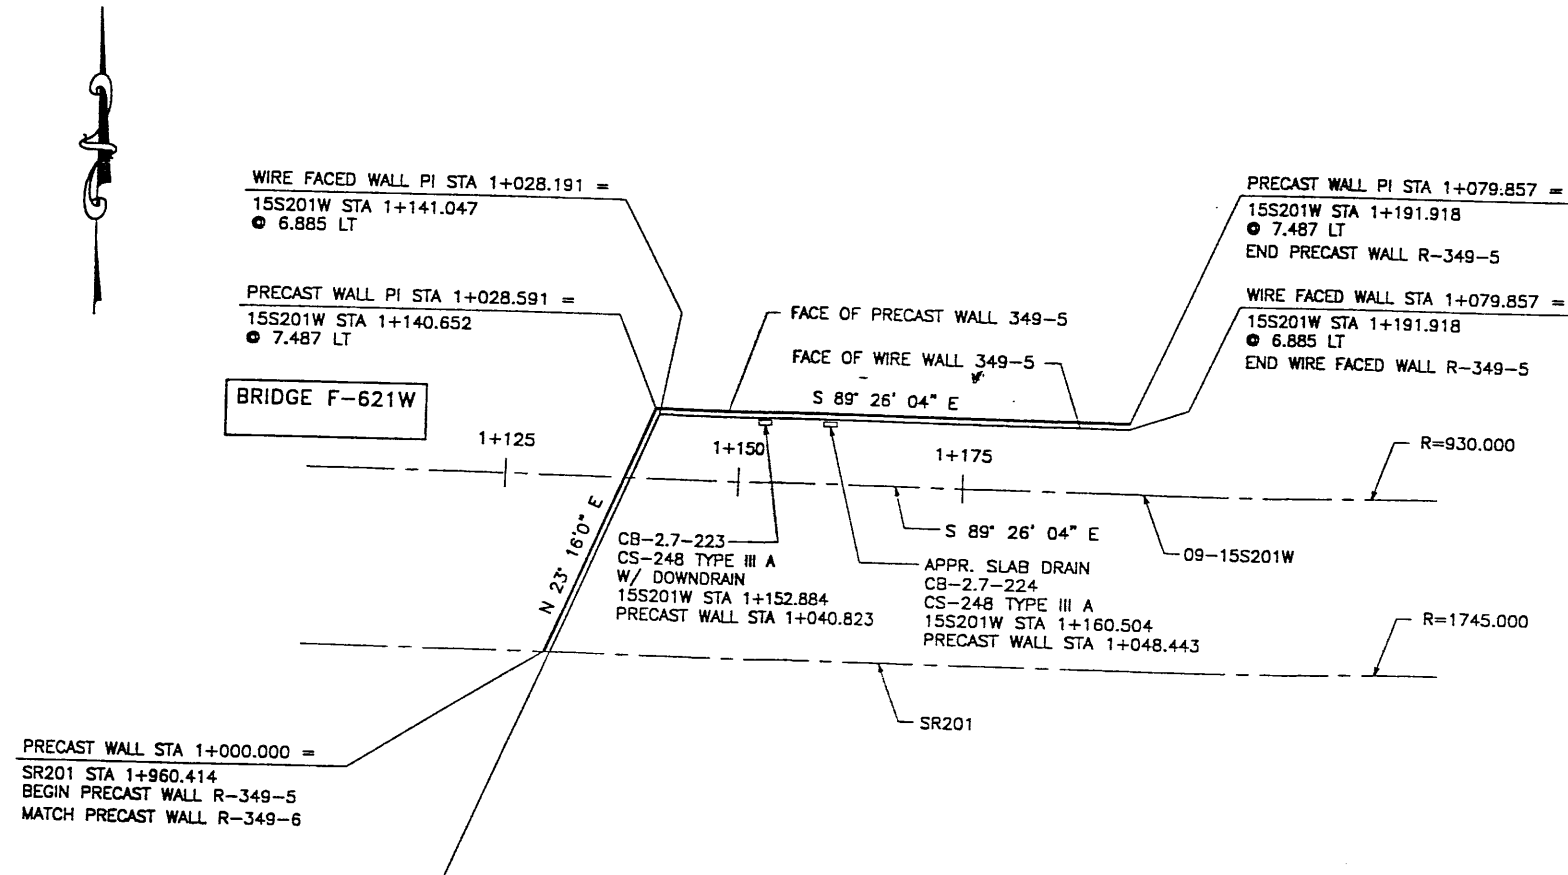 WIRE FACED WALL PI STA 1+028.191 =
15S201W STA 1+141.047
@ 6.885 LT
PRECAST WALL PI STA 1+028.591 =
15S201W STA 1+140.652
@ 7.487 LT
BRIDGE F-621W
PRECAST WALL PI STA 1+079.857 =
15S201W STA 1+191.918
@ 7.487 LT
END PRECAST WALL R-349-5
WIRE FACED WALL STA 1+079.857 =
15S201W STA 1+191.918
@ 6.885 LT
END WIRE FACED WALL R-349-5
FACE OF PRECAST WALL 349-5
FACE OF WIRE WALL 349-5
S 89° 26' 04" E
1+125
1+150
1+175
R=930.000
N 23° 16'0" E
S 89° 26' 04" E
09-15S201W
CB-2.7-223
CS-248 TYPE III A
W/ DOWNDRAIN
15S201W STA 1+152.884
PRECAST WALL STA 1+040.823
APPR. SLAB DRAIN
CB-2.7-224
CS-248 TYPE III A
15S201W STA 1+160.504
PRECAST WALL STA 1+048.443
R=1745.000
SR201
PRECAST WALL STA 1+000.000 =
SR201 STA 1+960.414
BEGIN PRECAST WALL R-349-5
MATCH PRECAST WALL R-349-6